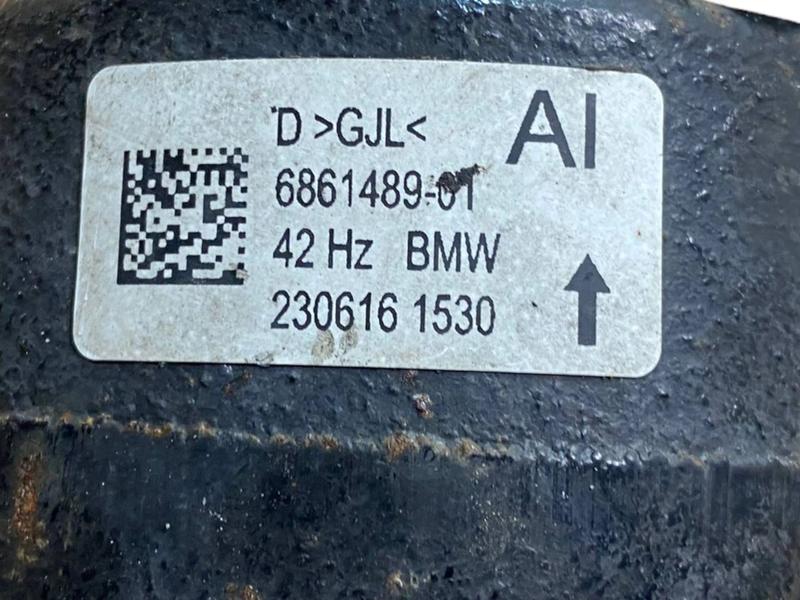 D >GJL<
AI
6861489-01
42 Hz BMW
230616 1530